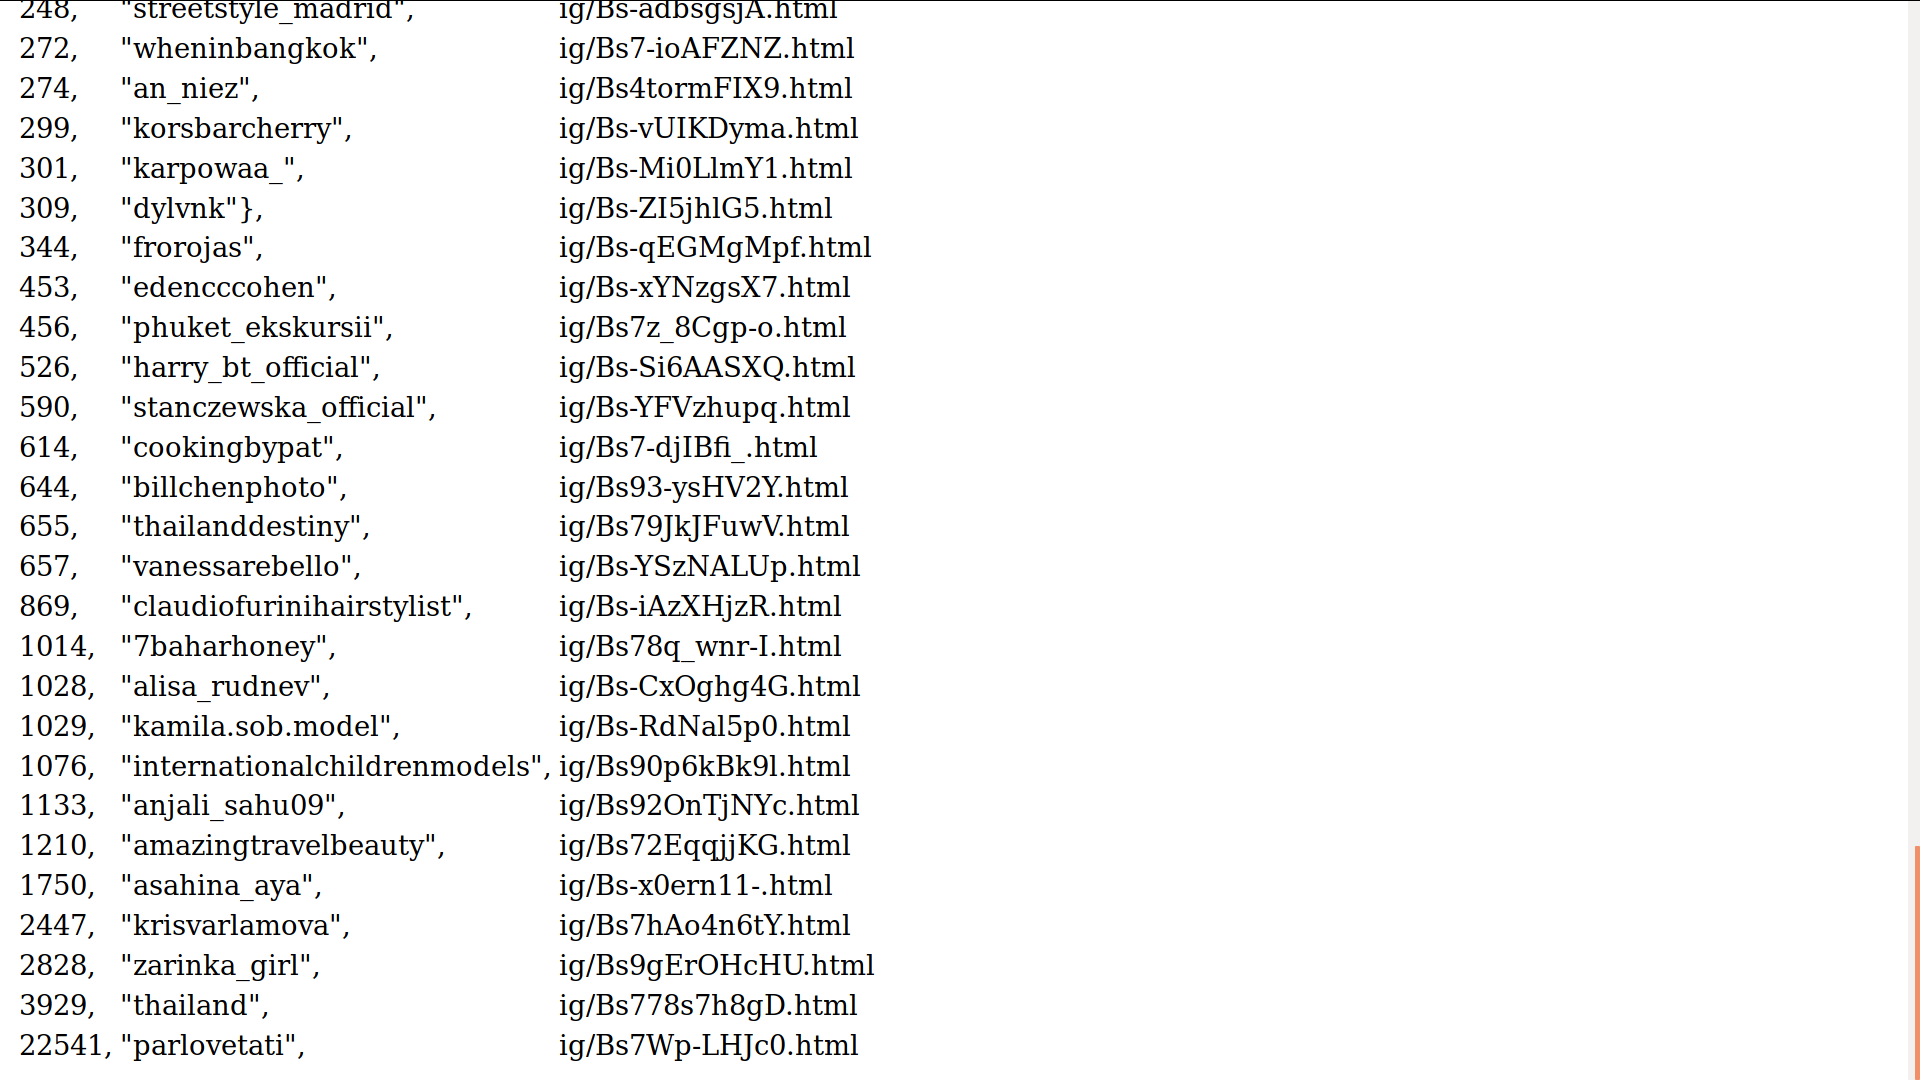 248, "streetstyle_madrid", ig/Bs-adbsgsjA.html
272, "wheninbangkok", ig/Bs7-ioAFZNZ.html
274, "an_niez", ig/Bs4tormFIX9.html
299, "korsbarcherry", ig/Bs-vUIKDyma.html
301, "karpowaa_", ig/Bs-Mi0LlmY1.html
309, "dylvnk"}, ig/Bs-ZI5jhlG5.html
344, "frorojas", ig/Bs-qEGMgMpf.html
453, "edencccohen", ig/Bs-xYNzgsX7.html
456, "phuket_ekskursii", ig/Bs7z_8Cgp-o.html
526, "harry_bt_official", ig/Bs-Si6AASXQ.html
590, "stanczewska_official", ig/Bs-YFVzhupq.html
614, "cookingbypat", ig/Bs7-djIBfi_.html
644, "billchenphoto", ig/Bs93-ysHV2Y.html
655, "thailanddestiny", ig/Bs79JkJFuwV.html
657, "vanessarebello", ig/Bs-YSzNALUp.html
869, "claudiofurinihairstylist", ig/Bs-iAzXHjzR.html
1014, "7baharhoney", ig/Bs78q_wnr-I.html
1028, "alisa_rudnev", ig/Bs-CxOghg4G.html
1029, "kamila.sob.model", ig/Bs-RdNal5p0.html
1076, "internationalchildrenmodels", ig/Bs90p6kBk9l.html
1133, "anjali_sahu09", ig/Bs92OnTjNYc.html
1210, "amazingtravelbeauty", ig/Bs72EqqjjKG.html
1750, "asahina_aya", ig/Bs-x0ern11-.html
2447, "krisvarlamova", ig/Bs7hAo4n6tY.html
2828, "zarinka_girl", ig/Bs9gErOHcHU.html
3929, "thailand", ig/Bs778s7h8gD.html
22541, "parlovetati", ig/Bs7Wp-LHJc0.html